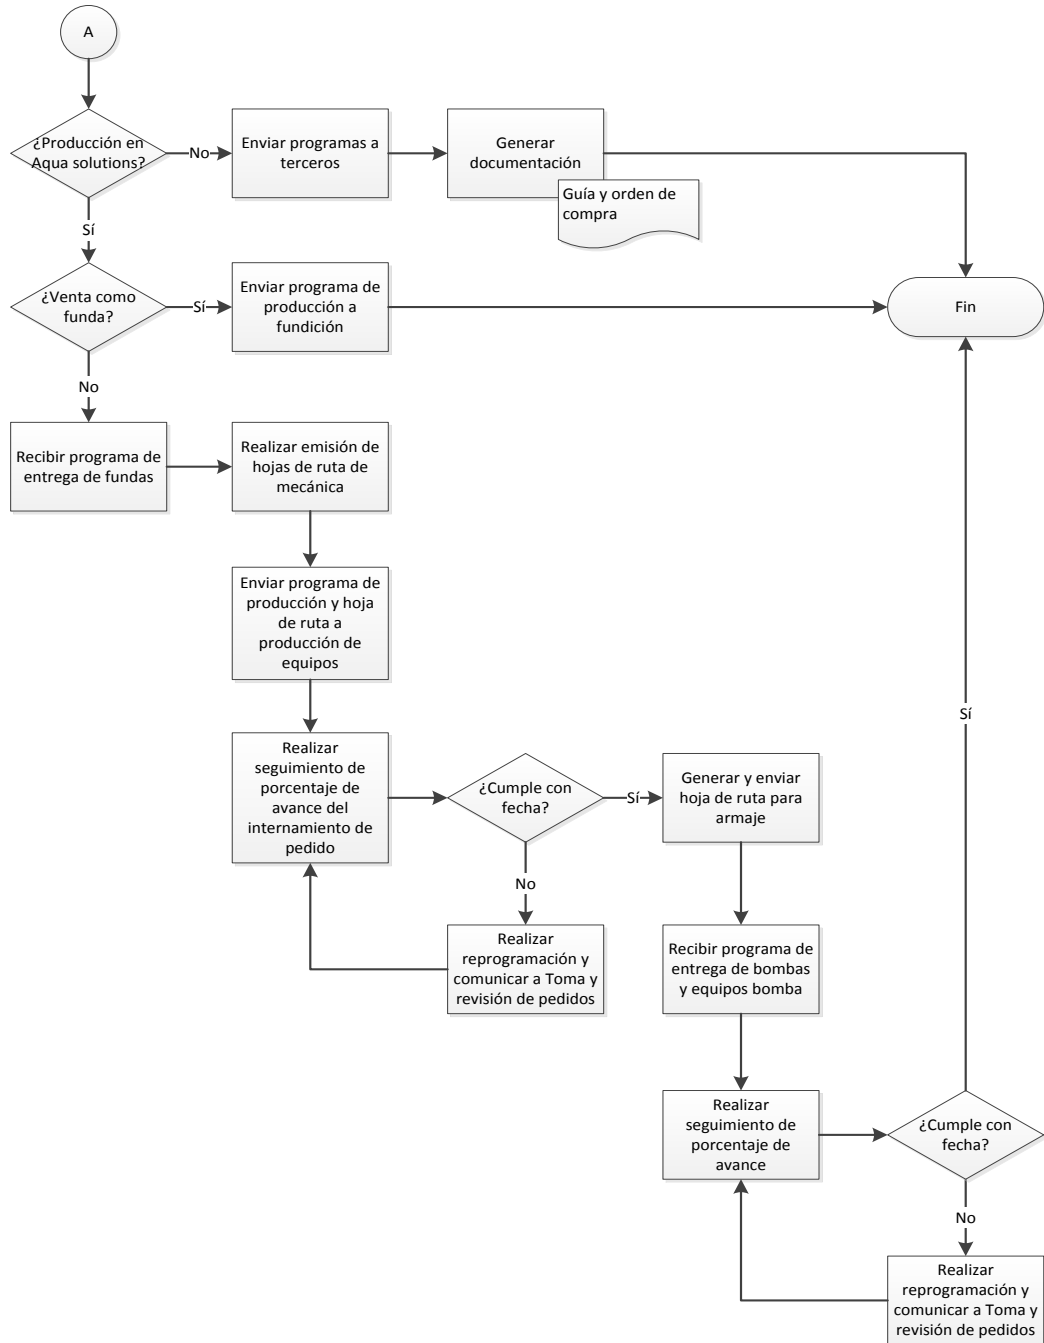 A
¿Producción en
Aqua solutions?
No
Enviar programas a
terceros
Generar
documentación
Guía y orden de
compra
Sí
¿Venta como
funda?
Sí
Enviar programa de
producción a
fundición
Fin
No
Recibir programa de
entrega de fundas
Realizar emisión de
hojas de ruta de
mecánica
Enviar programa de
producción y hoja
de ruta a
producción de
equipos
Sí
Realizar
seguimiento de
porcentaje de
avance del
internamiento de
pedido
¿Cumple con
fecha?
Sí
Generar y enviar
hoja de ruta para
armaje
No
Realizar
reprogramación y
comunicar a Toma y
revisión de pedidos
Recibir programa de
entrega de bombas
y equipos bomba
Realizar
seguimiento de
porcentaje de
avance
¿Cumple con
fecha?
No
Realizar
reprogramación y
comunicar a Toma y
revisión de pedidos